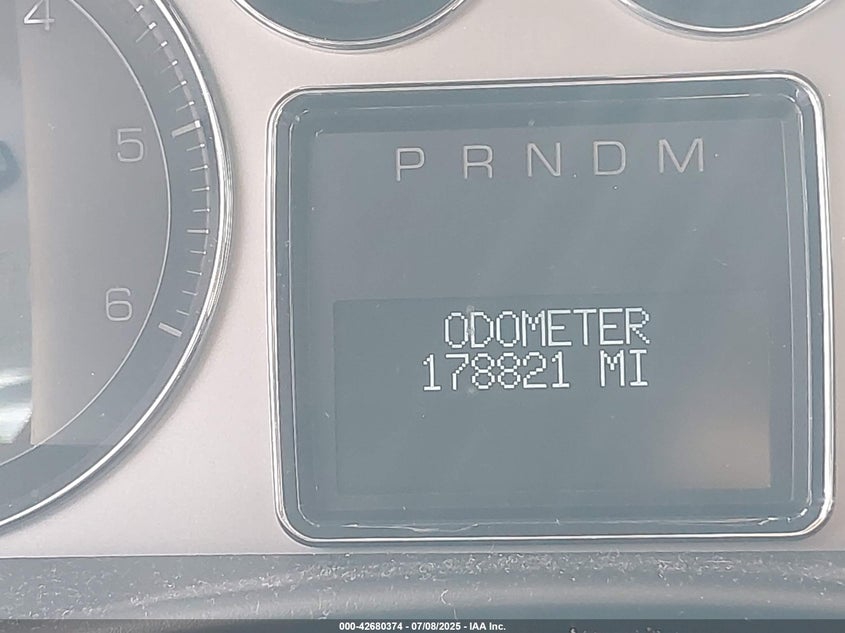 4
5
6
P R N D M
ODOMETER
178821 MI
000-42680374 - 07/08/2025 - IAA Inc.